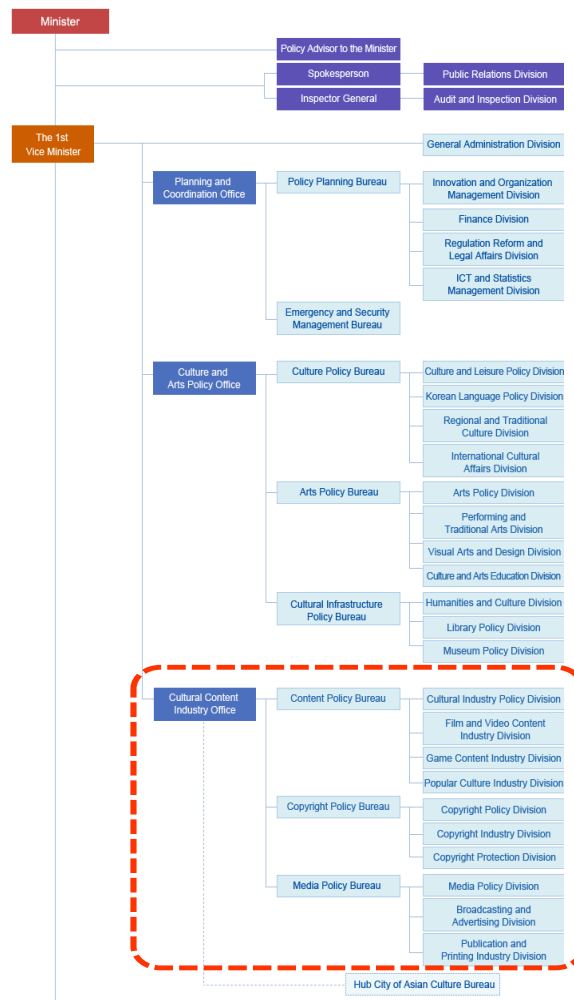 Minister
Policy Advisor to the Minister
Spokesperson
Public Relations Division
Inspector General
Audit and Inspection Division
The 1st
Vice Minister
General Administration Division
Planning and
Coordination Office
Policy Planning Bureau
Innovation and Organization
Management Division
Finance Division
Regulation Reform and
Legal Affairs Division
ICT and Statistics
Management Division
Emergency and Security
Management Bureau
Culture and
Arts Policy Office
Culture Policy Bureau
Culture and Leisure Policy Division
Korean Language Policy Division
Regional and Traditional
Culture Division
International Cultural
Affairs Division
Arts Policy Bureau
Arts Policy Division
Performing and
Traditional Arts Division
Visual Arts and Design Division
Culture and Arts Education Division
Cultural Infrastructure
Policy Bureau
Humanities and Culture Division
Library Policy Division
Museum Policy Division
Cultural Content
Industry Office
Content Policy Bureau
Cultural Industry Policy Division
Film and Video Content
Industry Division
Game Content Industry Division
Popular Culture Industry Division
Copyright Policy Bureau
Copyright Policy Division
Copyright Industry Division
Copyright Protection Division
Media Policy Bureau
Media Policy Division
Broadcasting and
Advertising Division
Publication and
Printing Industry Division
Hub City of Asian Culture Bureau